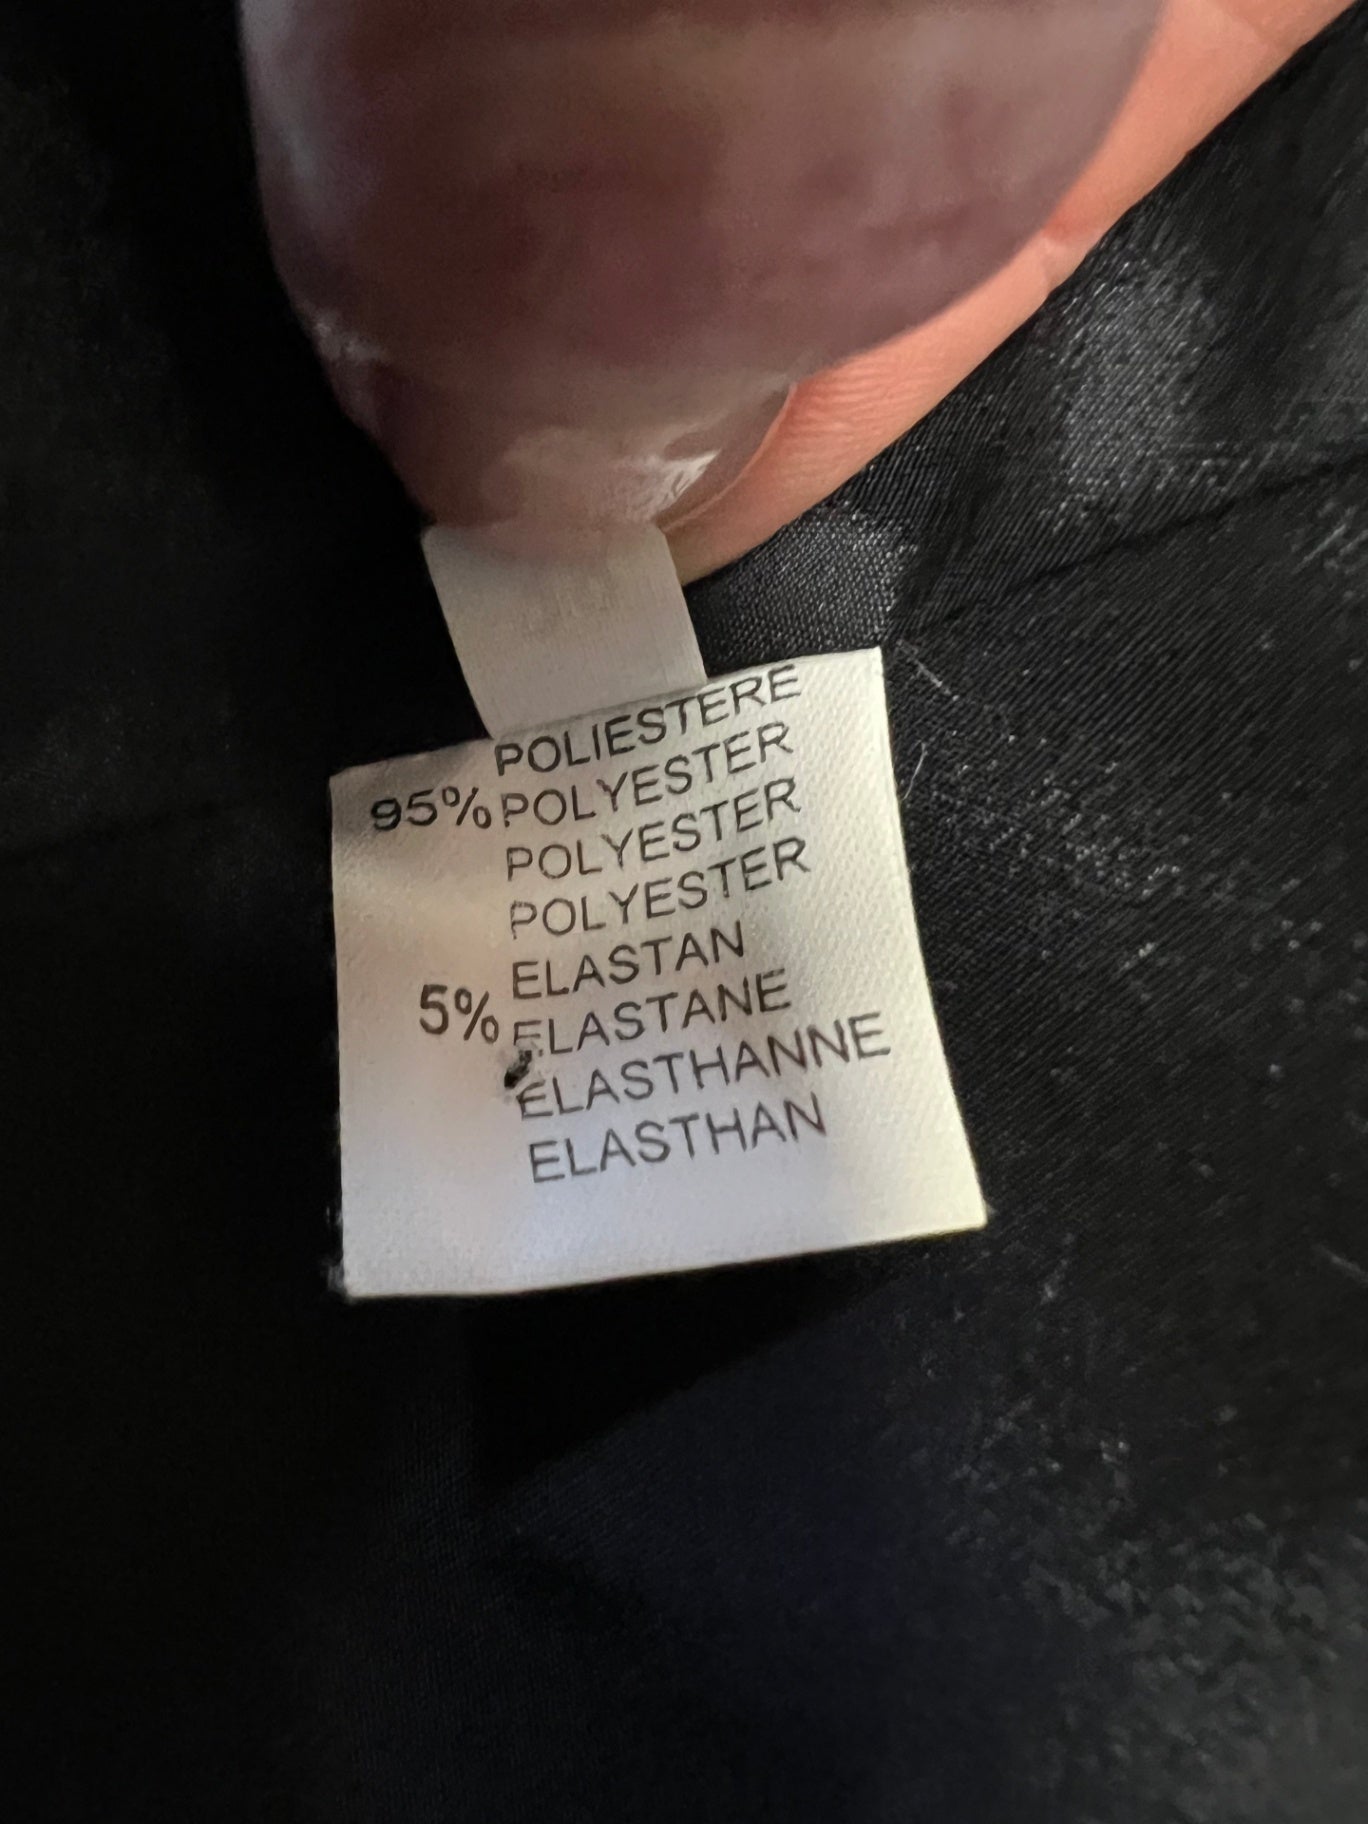 POLIESTERE
95% POLYESTER
POLYESTER
POLYESTER
ELASTAN
5% ELASTANE
ELASTHANNE
ELASTHAN